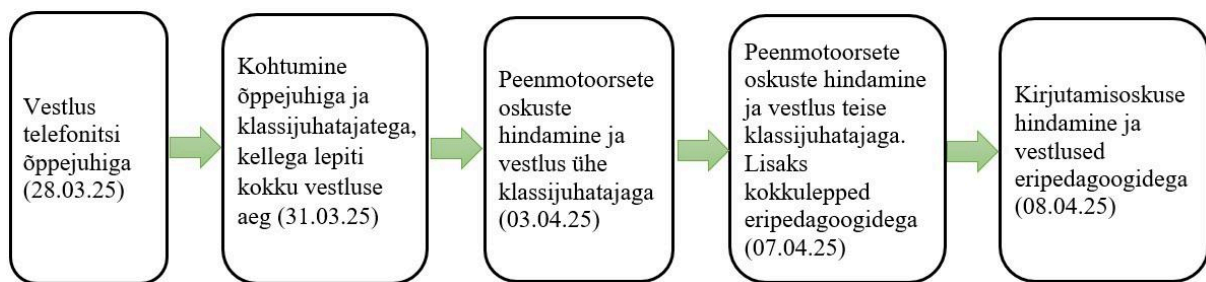 Vestlus
telefonitsi
õppejuhiga
(28.03.25)
Kohtumine
õppejuhiga ja
klassijuhatajatega,
kellega lepiti
kokku vestluse
aeg (31.03.25)
Peenmotoorsete
oskuste
hindamine ja
vestlus ühe
klassijuhatajaga
(03.04.25)
Peenmotoorsete
oskuste hindamine
ja vestlus teise
klassijuhatajaga.
Lisaks
kokkulepped
eripedagoogidega
(07.04.25)
Kirjutamisoskuse
hindamine ja
vestlused
eripedagoogidega
(08.04.25)